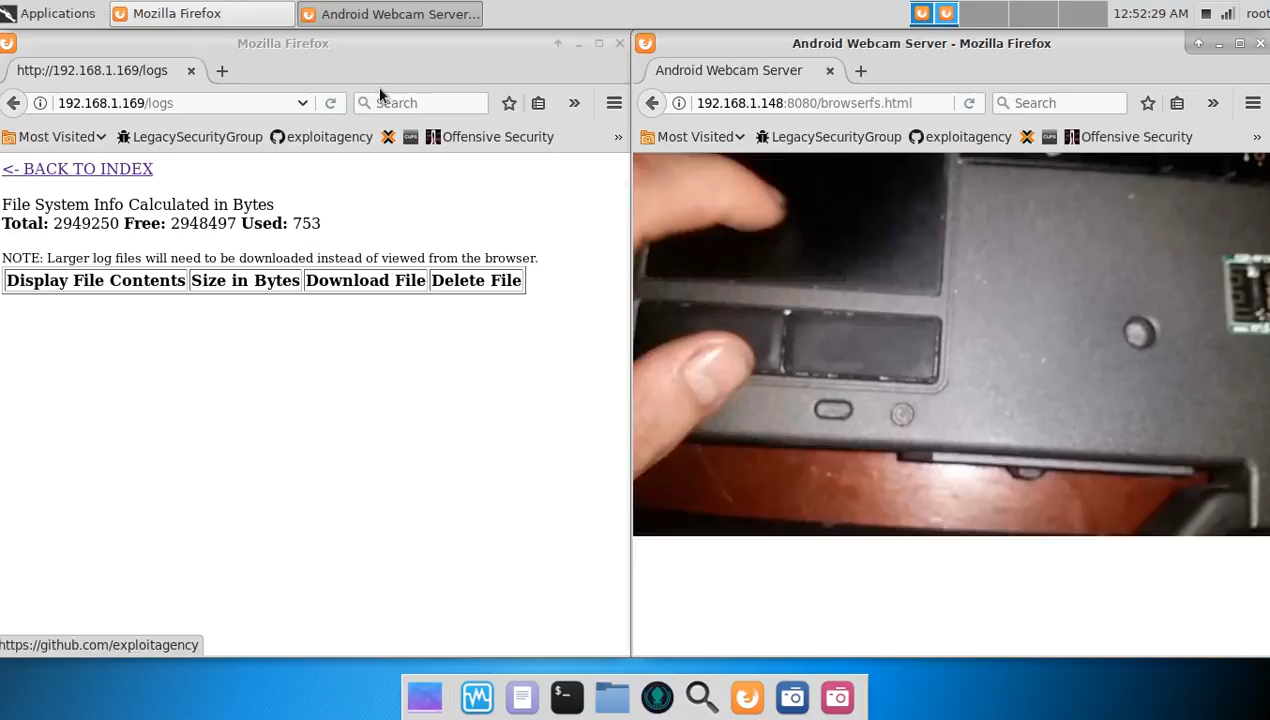 Applications
Mozilla Firefox
Android Webcam Server...
12:52:29 AM
root
Mozilla Firefox
http://192.168.1.169/logs
192.168.1.169/logs
Search
Most Visited
LegacySecurityGroup
exploitagency
Offensive Security
»
<- BACK TO INDEX
File System Info Calculated in Bytes
Total: 2949250 Free: 2948497 Used: 753
NOTE: Larger log files will need to be downloaded instead of viewed from the browser.
Display File Contents Size in Bytes Download File Delete File
https://github.com/exploitagency
Android Webcam Server - Mozilla Firefox
Android Webcam Server
192.168.1.148:8080/browserfs.html
Search
Most Visited
LegacySecurityGroup
exploitagency
Offensive Security
»